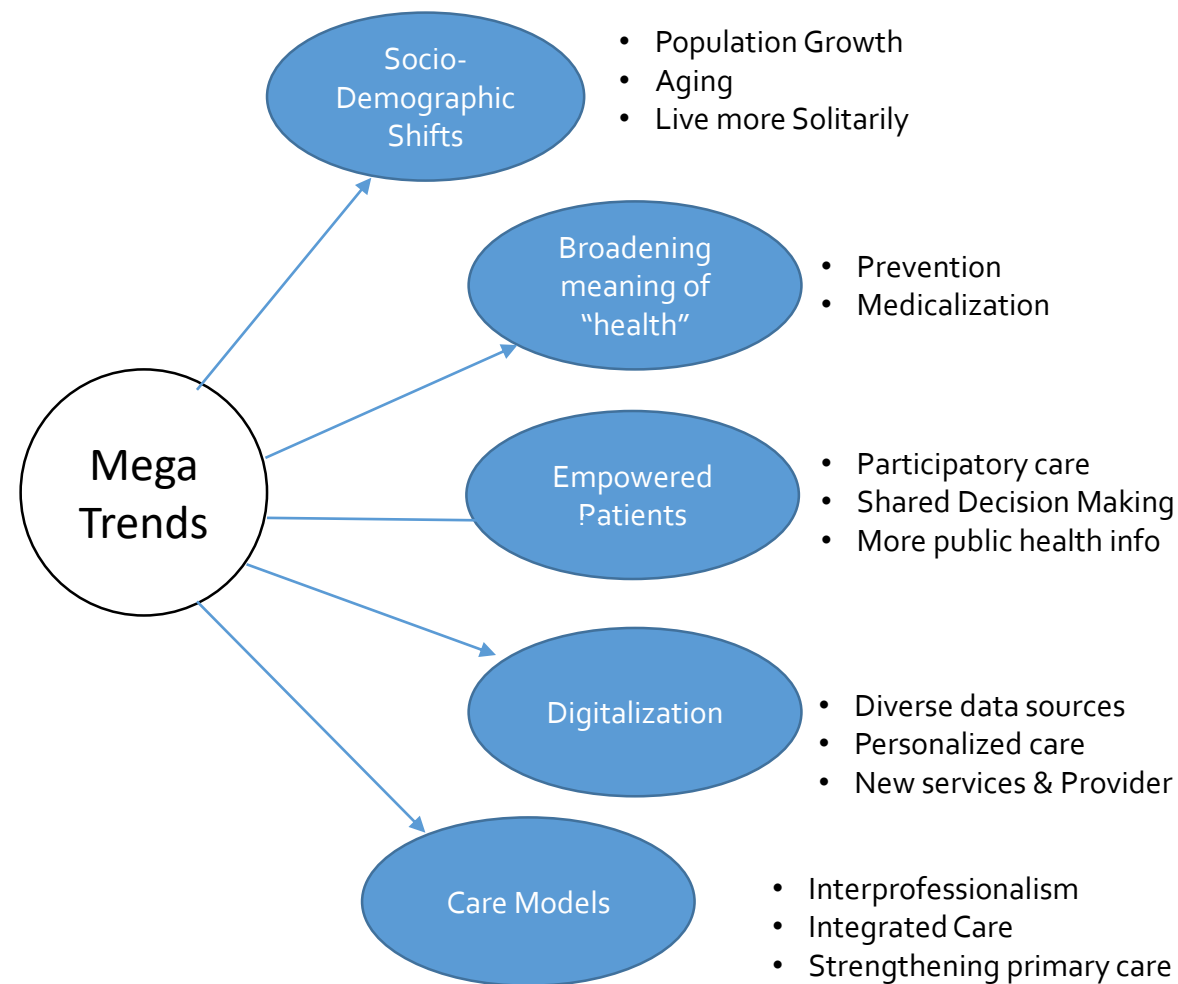 Socio-
Demographic
Shifts
• Population Growth
• Aging
• Live more Solitarily
Broadening
meaning of
“health”
• Prevention
• Medicalization
Mega
Trends
Empowered
Patients
• Participatory care
• Shared Decision Making
• More public health info
Digitalization
• Diverse data sources
• Personalized care
• New services & Provider
Care Models
• Interprofessionalism
• Integrated Care
• Strengthening primary care